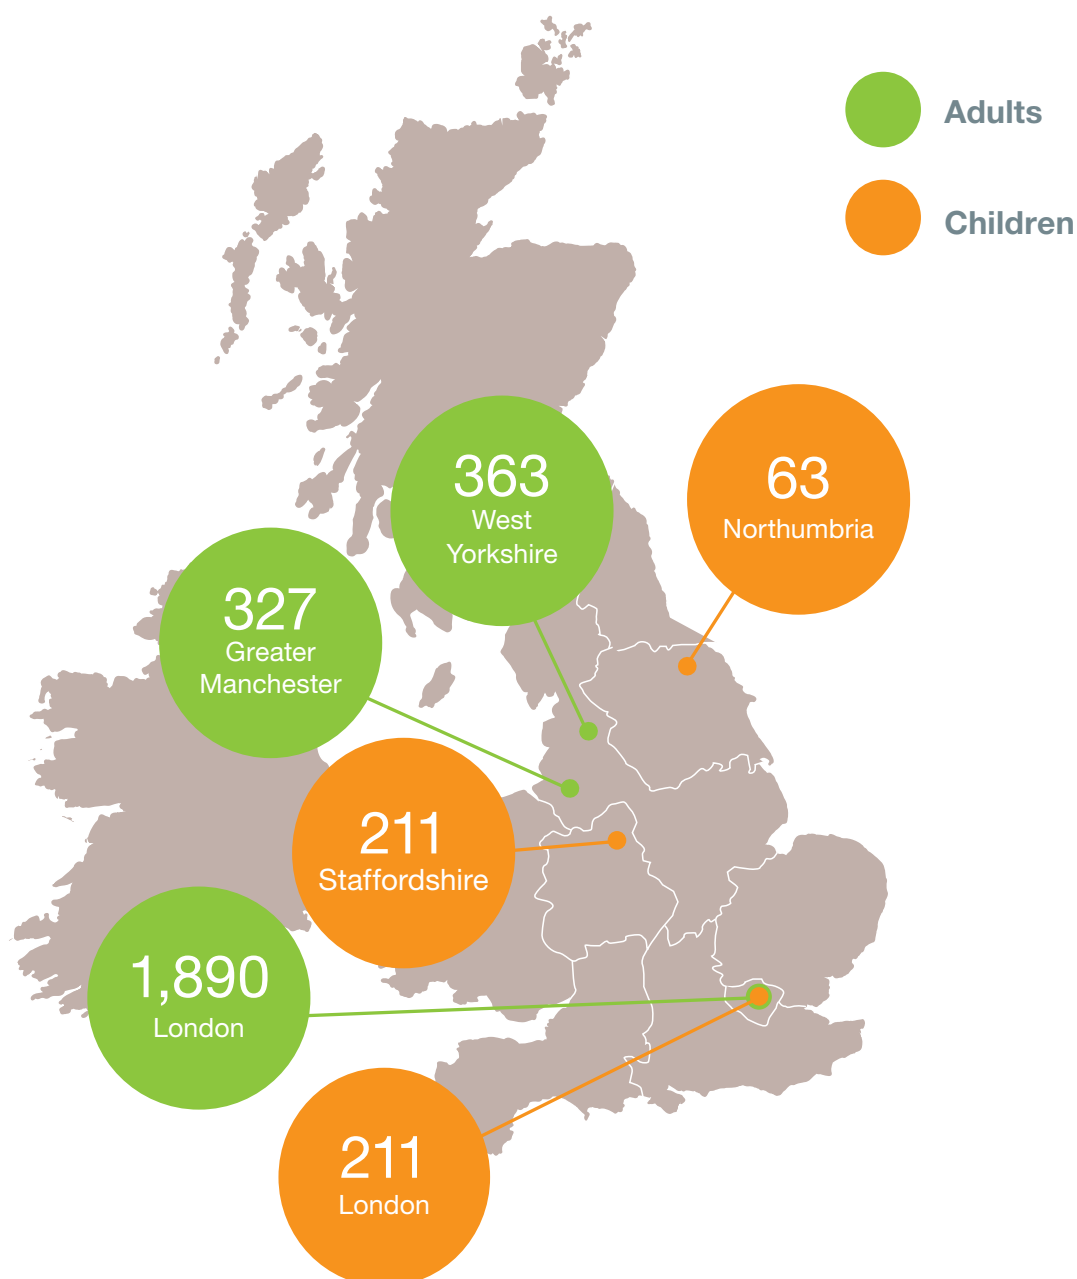 Adults
Children
363
West
Yorkshire
63
Northumbria
327
Greater
Manchester
211
Staffordshire
1,890
London
211
London